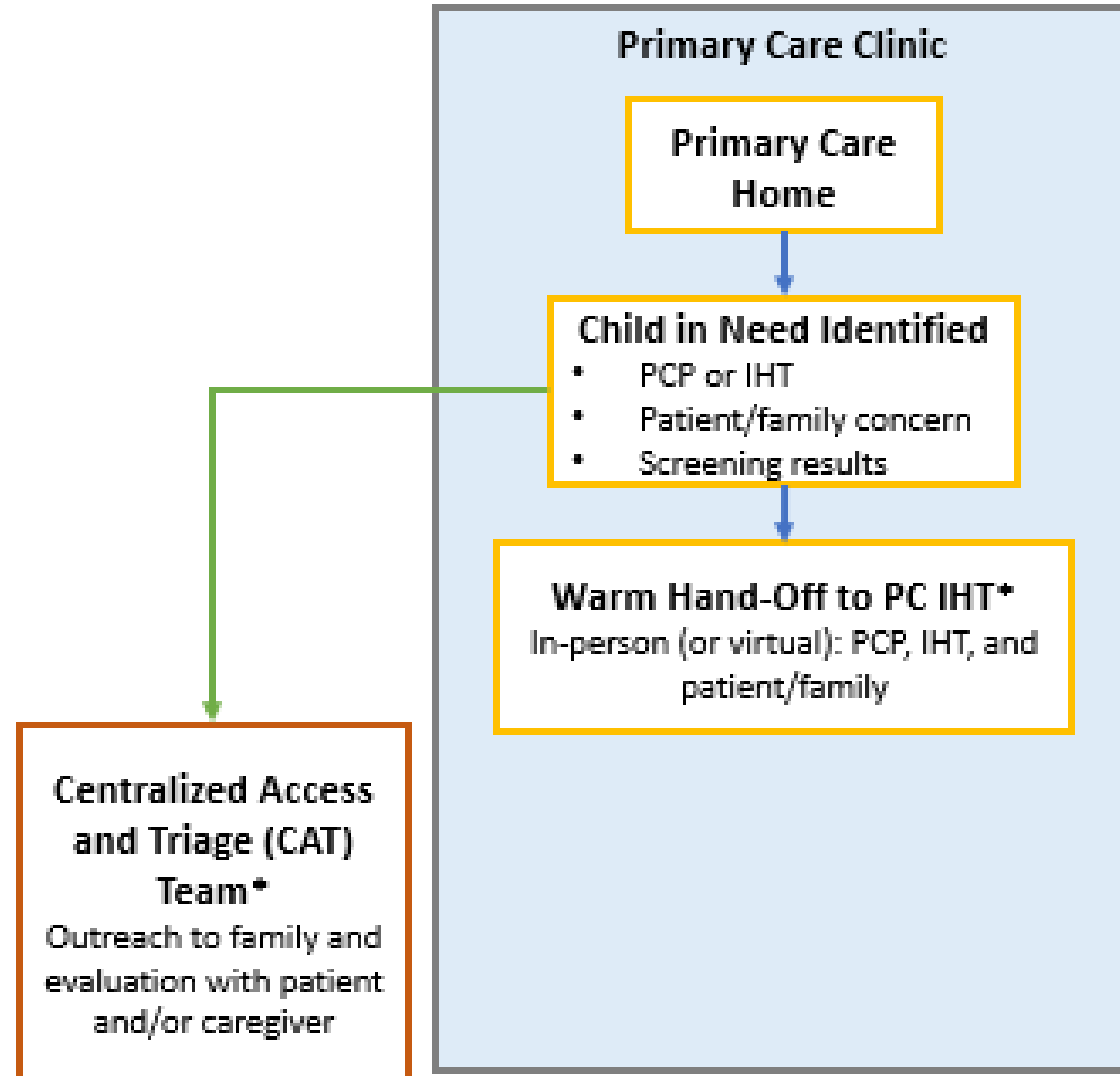 Primary Care Clinic
Primary Care
Home
Child in Need Identified
• PCP or IHT
• Patient/family concern
• Screening results
Warm Hand-Off to PC IHT*
In-person (or virtual): PCP, IHT, and
patient/family
Centralized Access
and Triage (CAT)
Team*
Outreach to family and
evaluation with patient
and/or caregiver